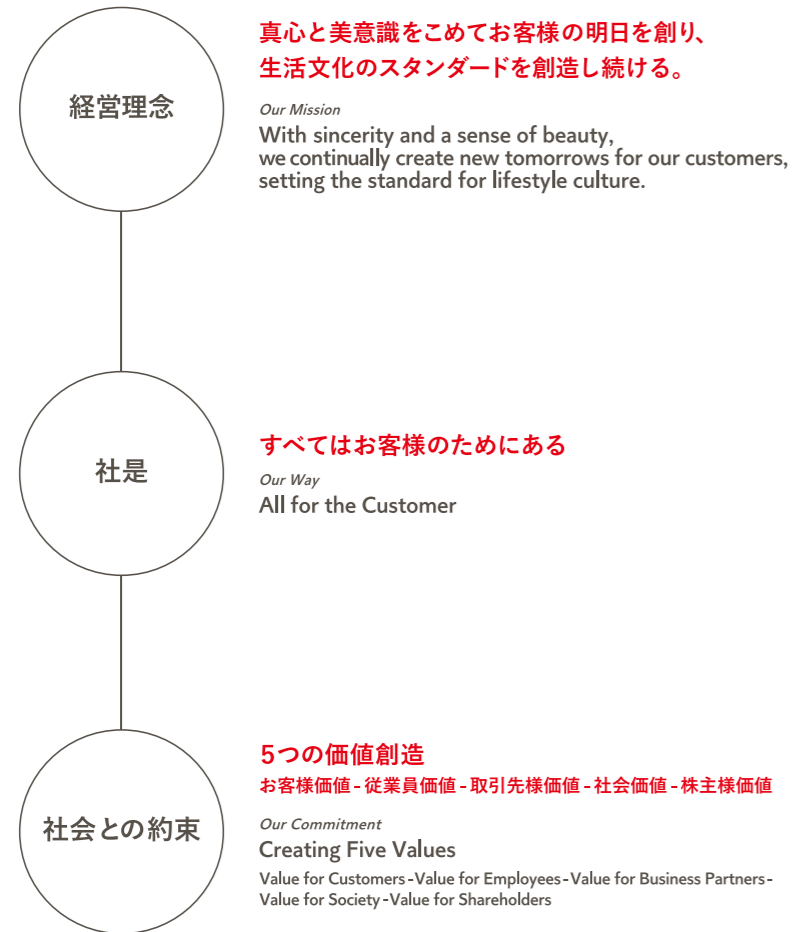 経営理念
真心と美意識をこめてお客様の明日を創り、
生活文化のスタンダードを創造し続ける。
Our Mission
With sincerity and a sense of beauty,
we continually create new tomorrows for our customers,
setting the standard for lifestyle culture.
社是
すべてはお客様のためにある
Our Way
All for the Customer
社会との約束
5つの価値創造
お客様価値-従業員価値-取引先様価値-社会価値-株主様価値
Our Commitment
Creating Five Values
Value for Customers-Value for Employees-Value for Business Partners-
Value for Society-Value for Shareholders